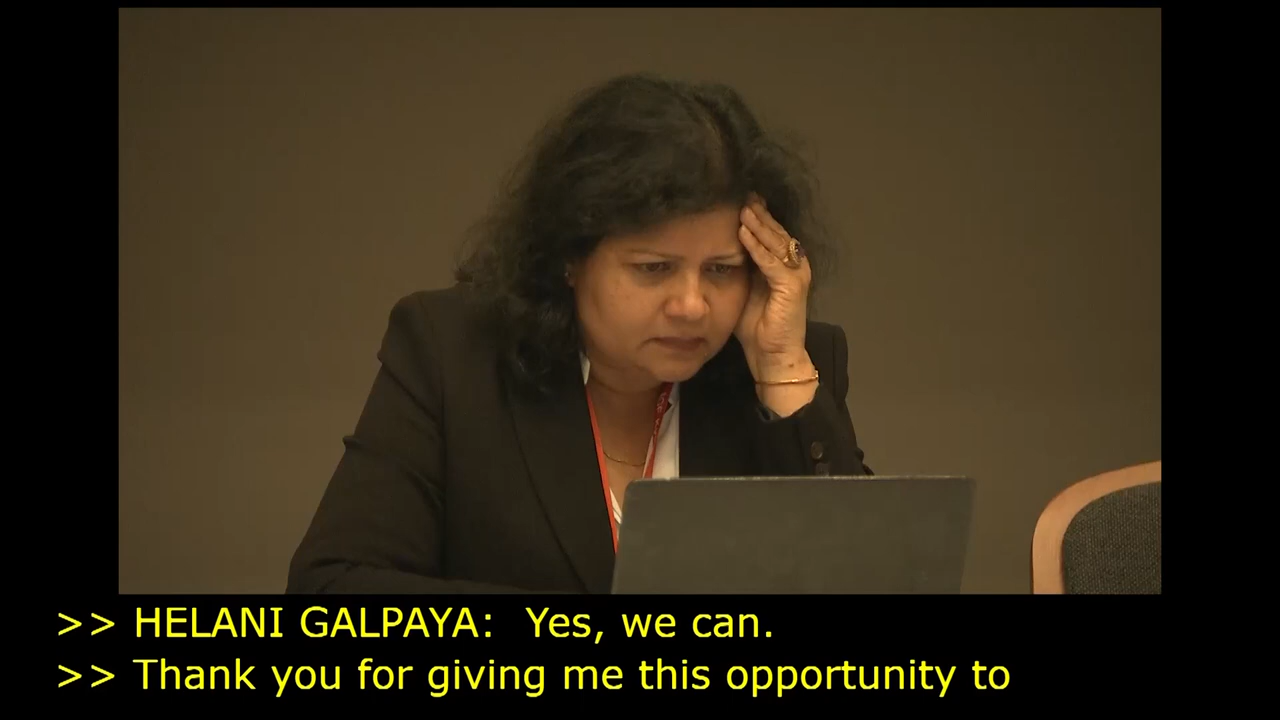 >> HELANI GALPAYA:  Yes, we can.
>> Thank you for giving me this opportunity to